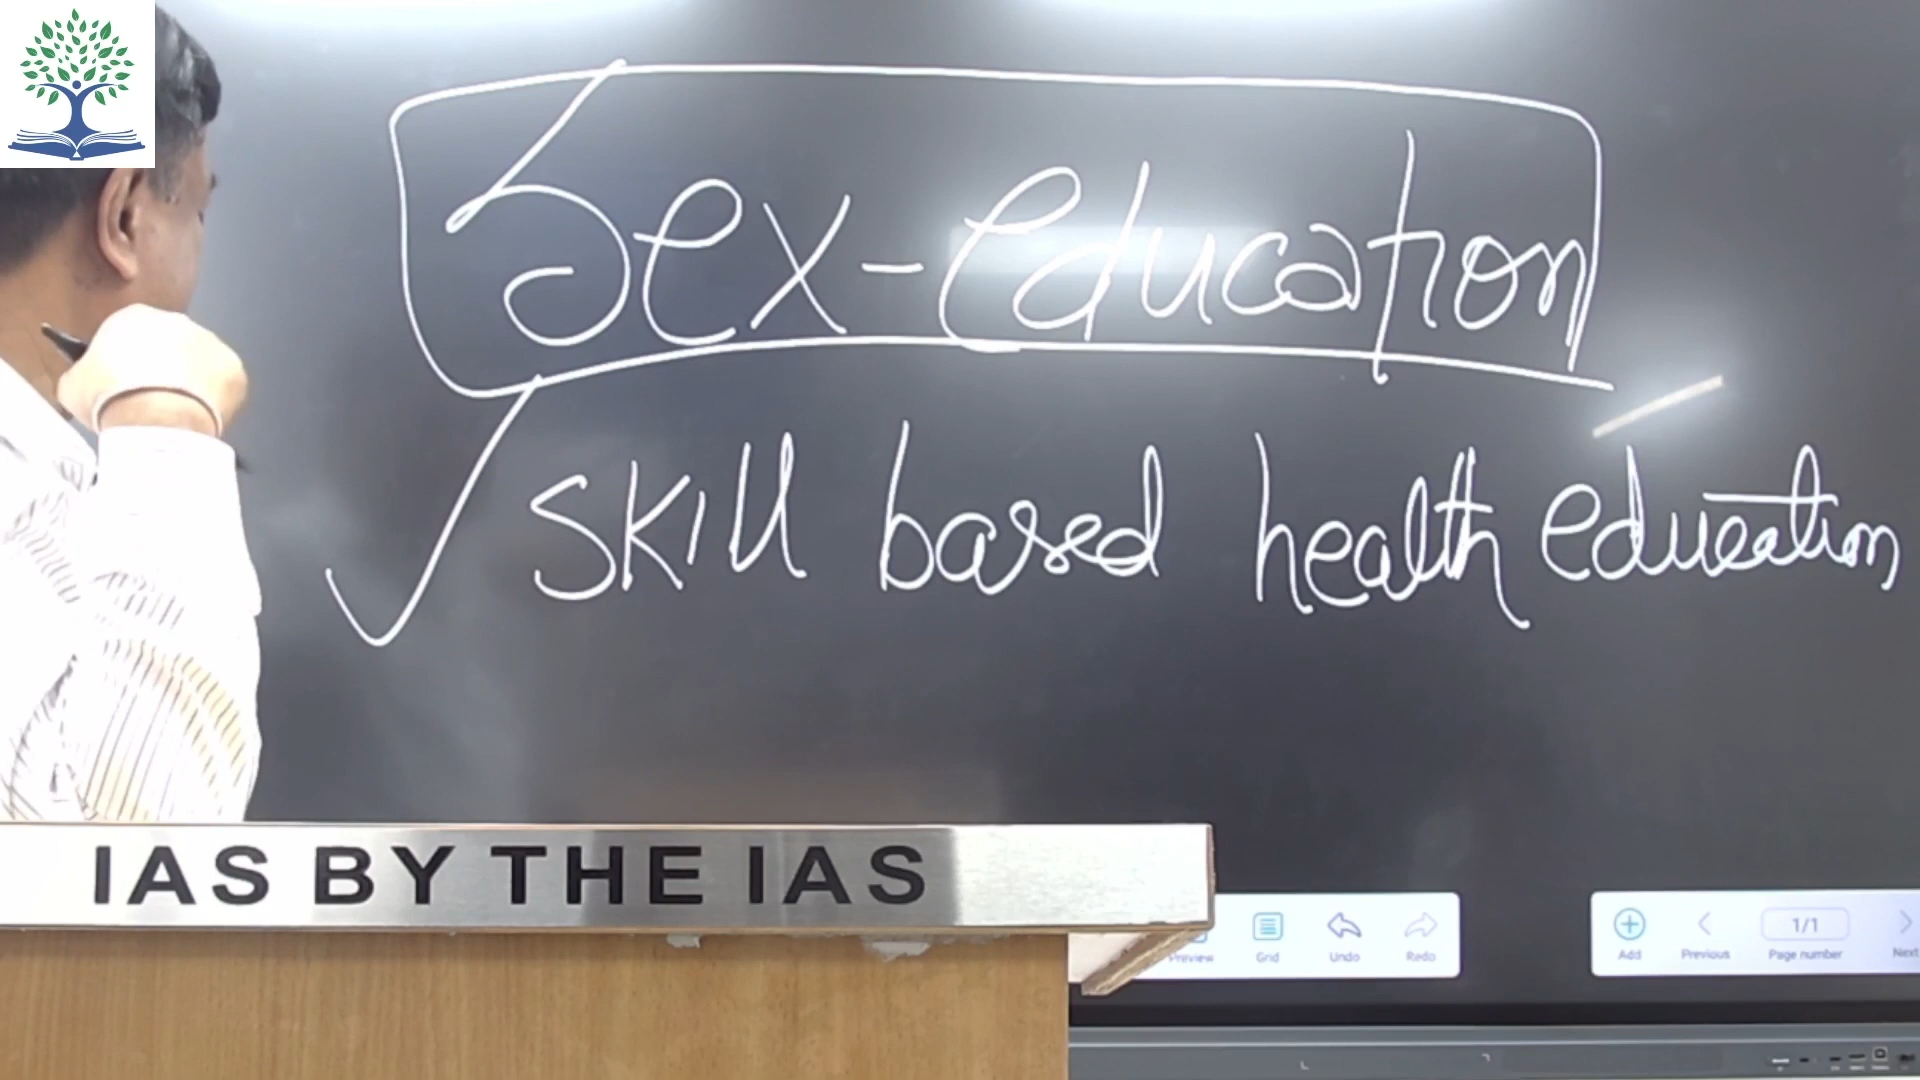 Sex-education
Skill based health education
IAS BY THE IAS
Preview Grid Undo Redo
Add Previous 1/1 Page number Next